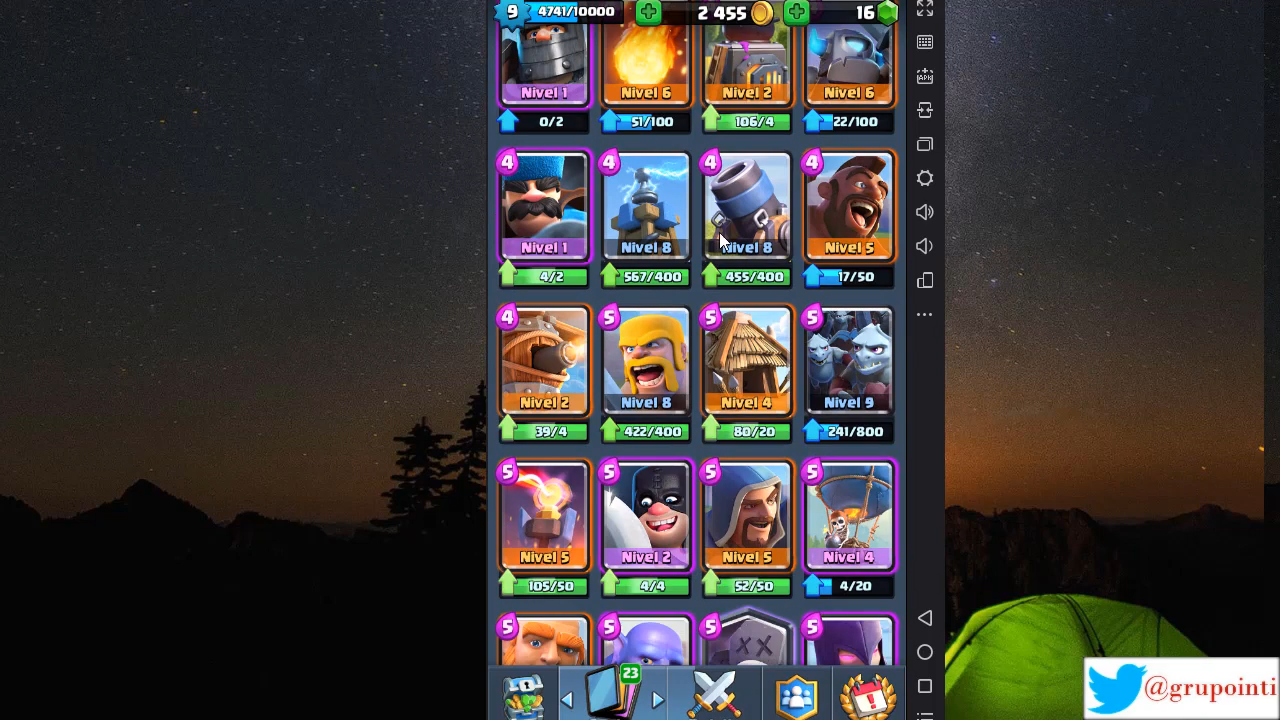 9 4741/10000 2 455 16
Nivel 1 Nivel 6 Nivel 2 Nivel 6
0/2 51/100 106/4 22/100
4 4 4 4
Nivel 1 Nivel 8 Nivel 8 Nivel 5
4/2 567/400 455/400 17/50
4 5 5 5
Nivel 2 Nivel 8 Nivel 4 Nivel 9
39/4 422/400 80/20 241/800
5 5 5 5
Nivel 5 Nivel 2 Nivel 5 Nivel 4
105/50 4/4 52/50 4/20
5 5 5 5
23
APK
@grupointi